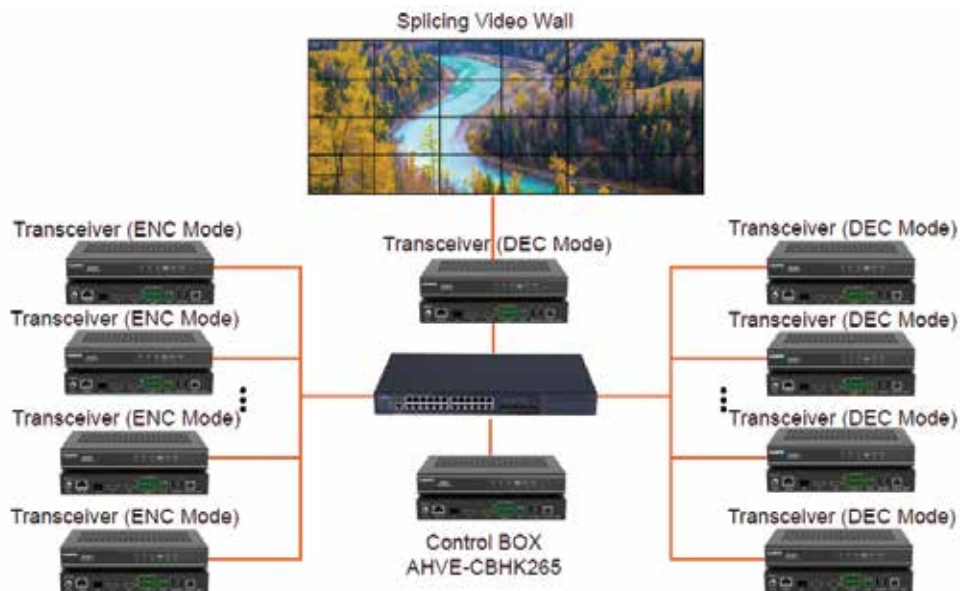 Splicing Video Wall
Transceiver (ENC Mode)
Transceiver (DEC Mode)
Transceiver (DEC Mode)
Transceiver (ENC Mode)
Transceiver (DEC Mode)
Transceiver (ENC Mode)
Transceiver (DEC Mode)
Transceiver (ENC Mode)
Transceiver (DEC Mode)
Control BOX
AHVE-CBHK265